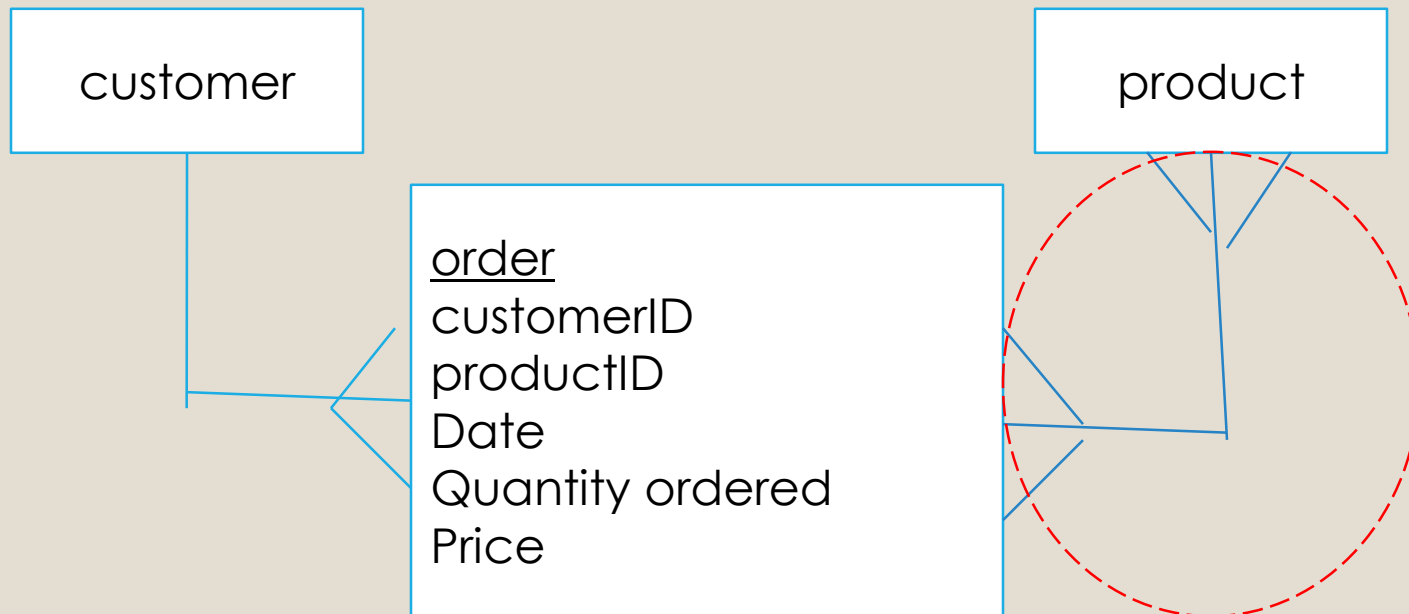 customer
product
order
customerID
productID
Date
Quantity ordered
Price